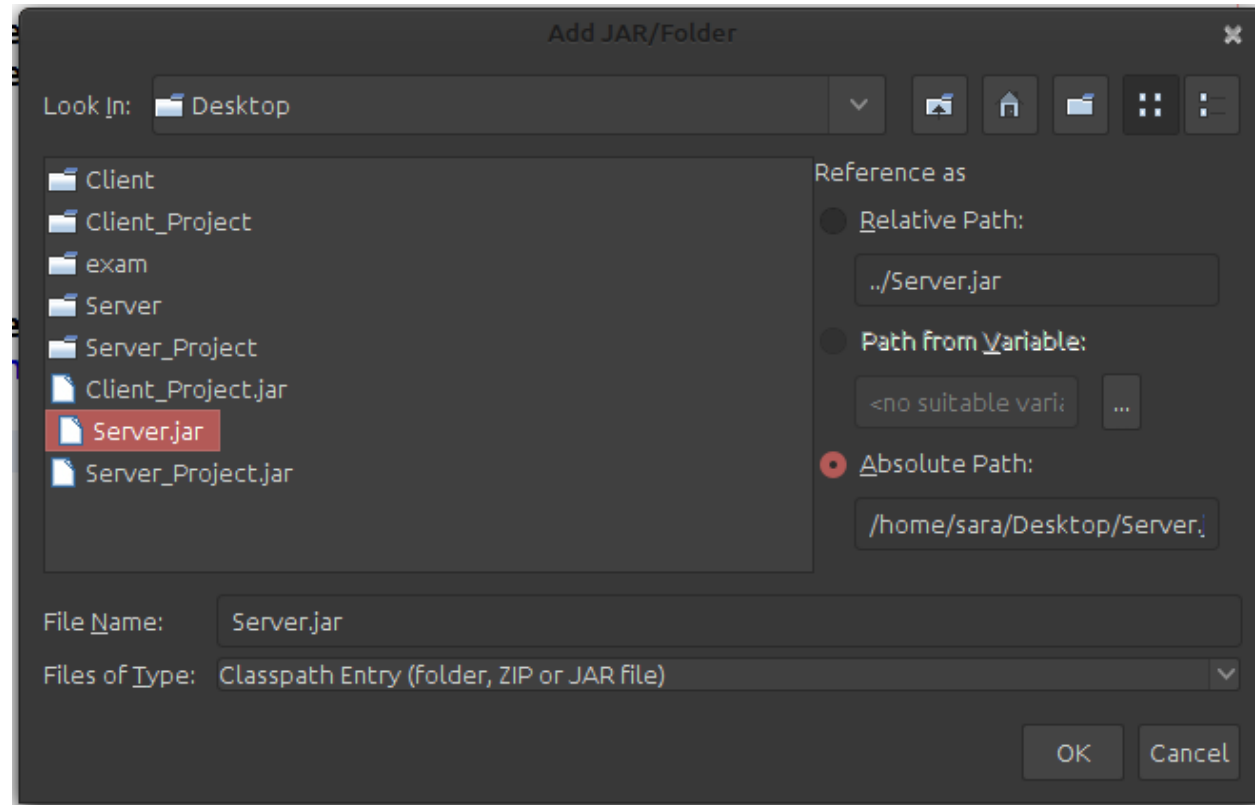 Add JAR/Folder
Look In: Desktop
Client
Client_Project
exam
Server
Server_Project
Client_Project.jar
Server.jar
Server_Project.jar
Reference as
Relative Path:
../Server.jar
Path from Variable:
<no suitable varia
...
Absolute Path:
/home/sara/Desktop/Server.
File Name: Server.jar
Files of Type: Classpath Entry (folder, ZIP or JAR file)
OK Cancel